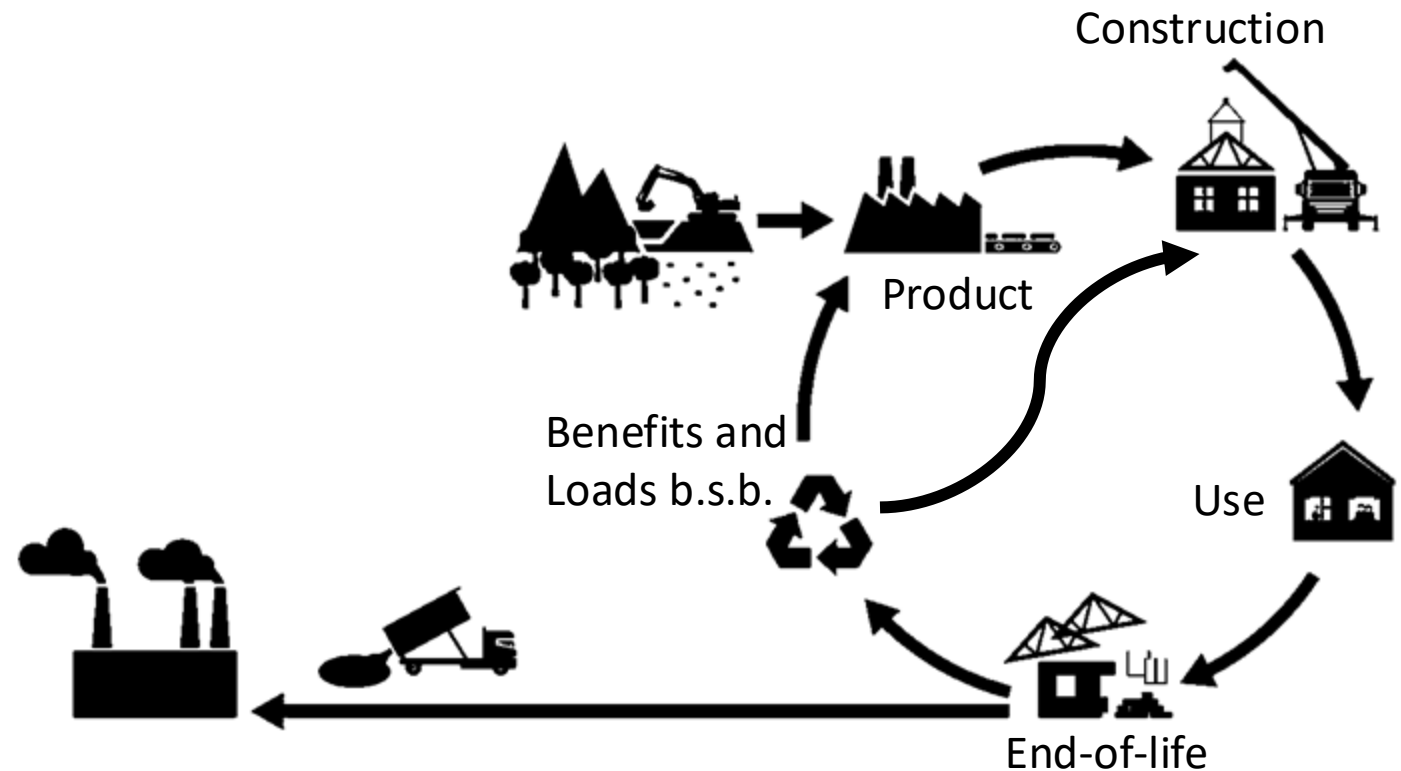 Construction
Product
Benefits and
Loads b.s.b.
Use
End-of-life